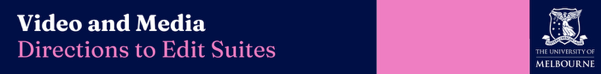 Video and Media
Directions to Edit Suites
THE UNIVERSITY OF
MELBOURNE